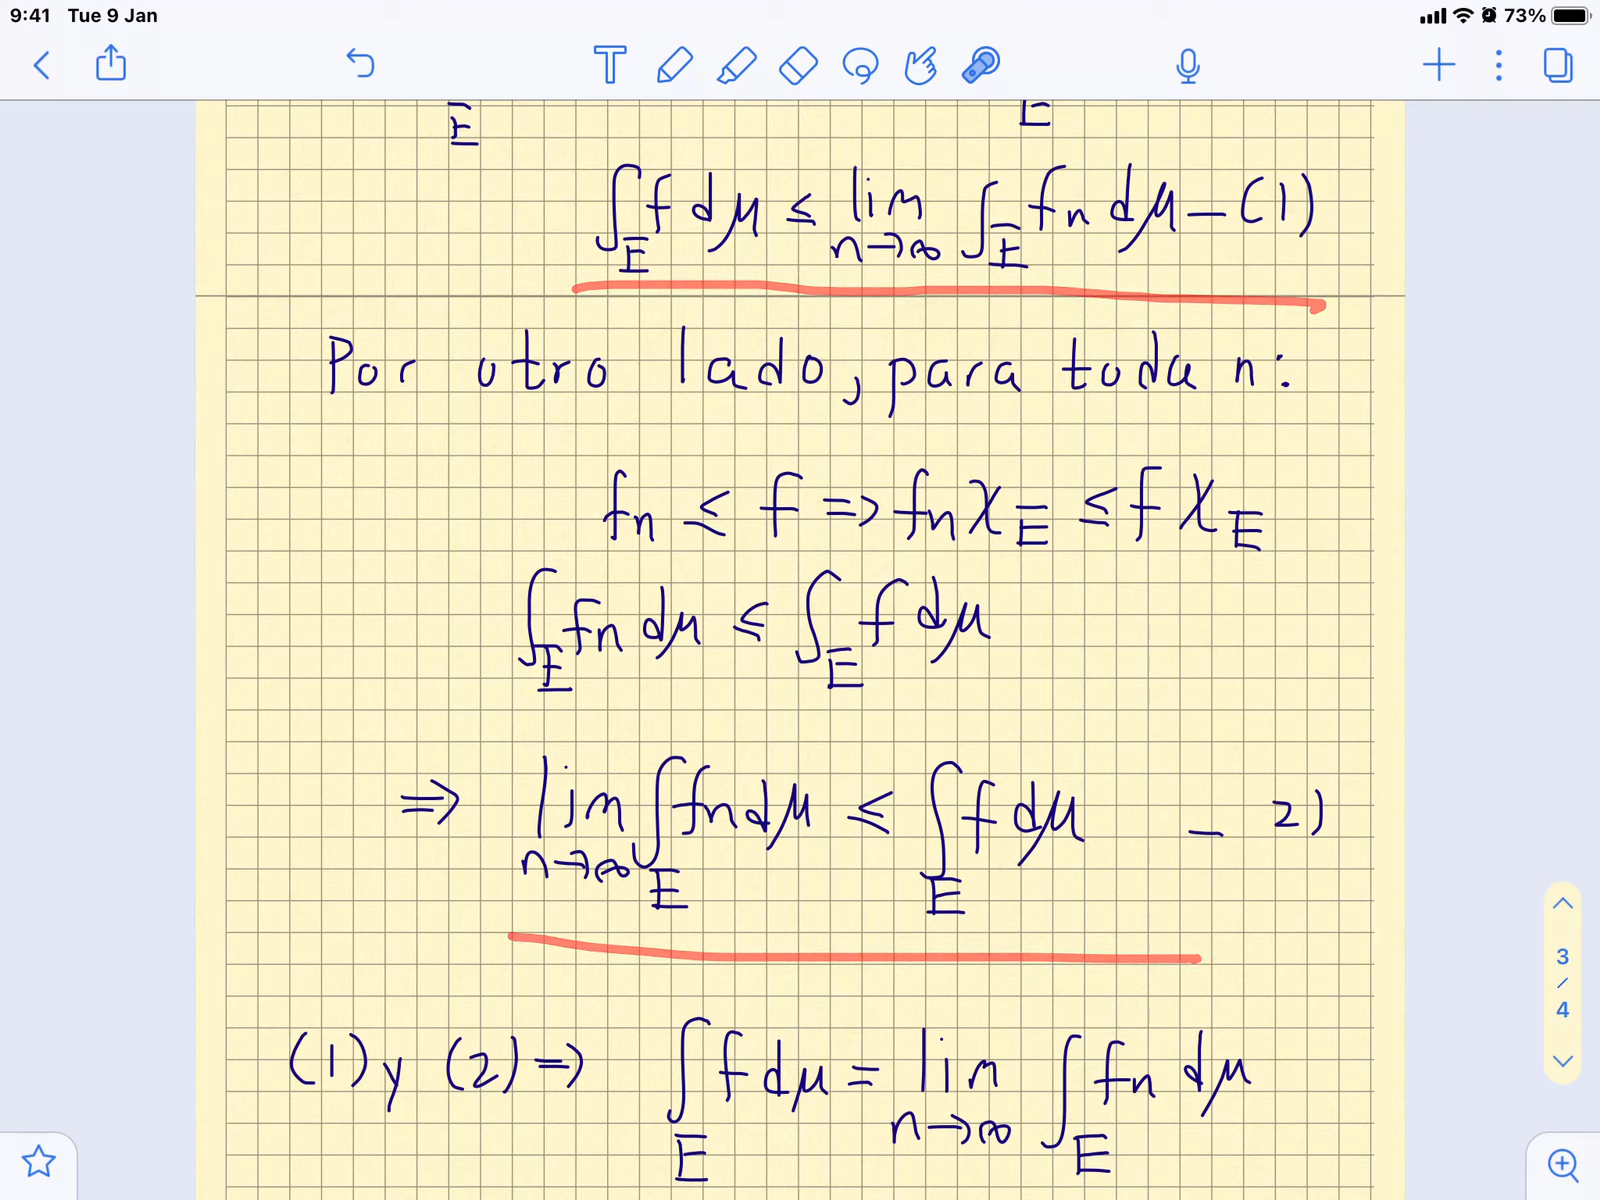 9:41 Tue 9 Jan 73%
E E
∫_E f dμ ≤ lim_{n→∞} ∫_E fn dμ — (1)
Por otro lado, para toda n:
fn ≤ f ⇒ fn χ_E ≤ f χ_E
∫_E fn dμ ≤ ∫_E f dμ
⇒ lim_{n→∞} ∫_E fn dμ ≤ ∫_E f dμ — 2)
(1) y (2) ⇒ ∫_E f dμ = lim_{n→∞} ∫_E fn dμ
3
/
4